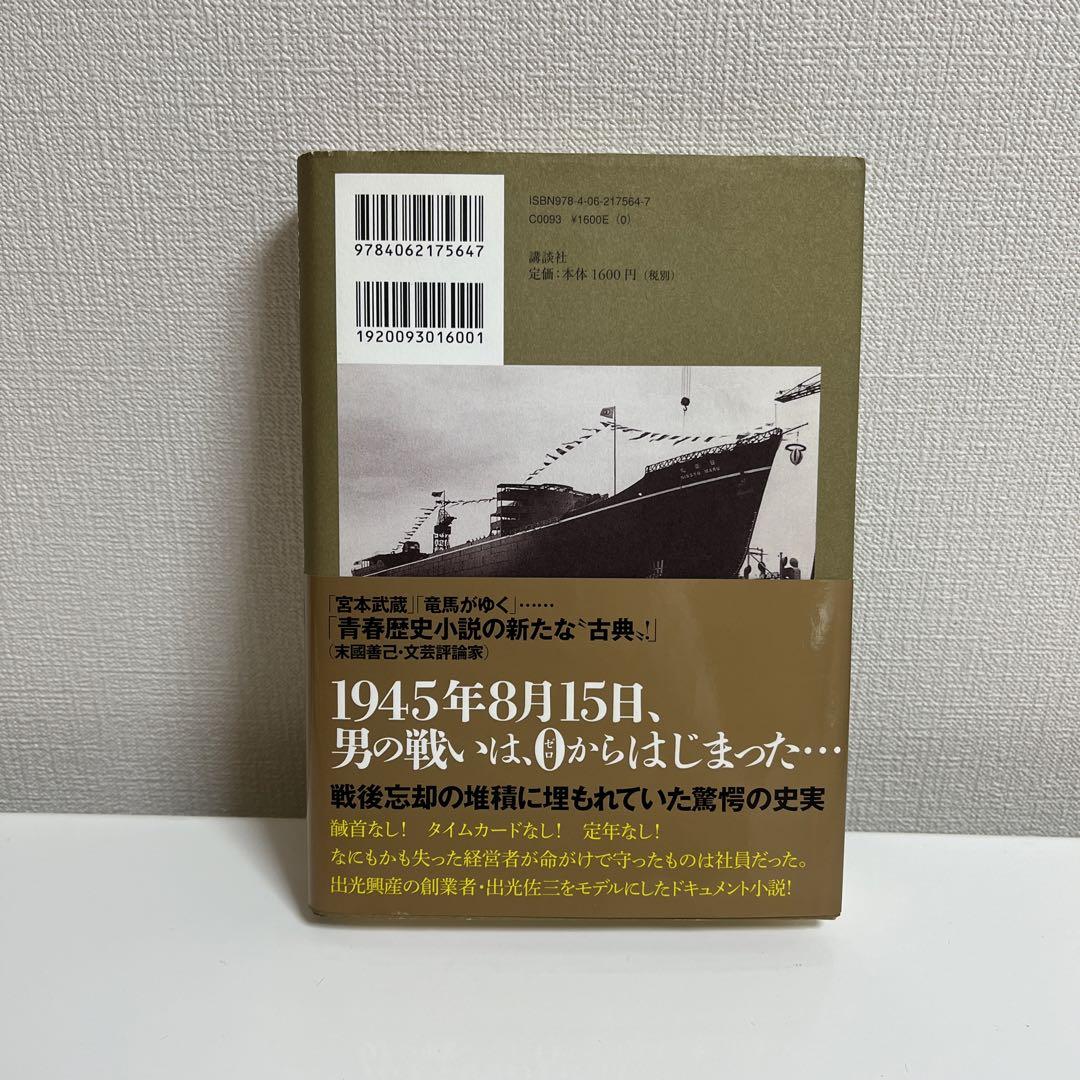 ISBN978-4-06-217564-7
C0093 ¥1600E (0)
9784062175647
講談社
定価:本体1600円(税別)
1920093016001
NISSYO MARU
「宮本武蔵」「竜馬がゆく」……
「青春歴史小説の新たな〝古典〟!」
(末國善己・文芸評論家)
1945年8月15日、
男の戦いは、0ゼロからはじまった…
戦後忘却の堆積に埋もれていた驚愕の史実
馘首なし! タイムカードなし! 定年なし!
なにもかも失った経営者が命がけで守ったものは社員だった。
出光興産の創業者・出光佐三をモデルにしたドキュメント小説!